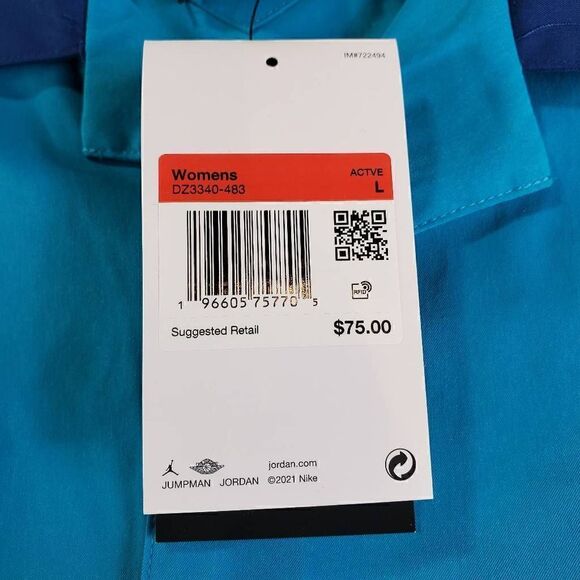 IM#722494
Womens ACTVE
DZ3340-483 L
RFID
1 96605 75770 5
Suggested Retail $75.00
jordan.com
JUMPMAN JORDAN ©2021 Nike